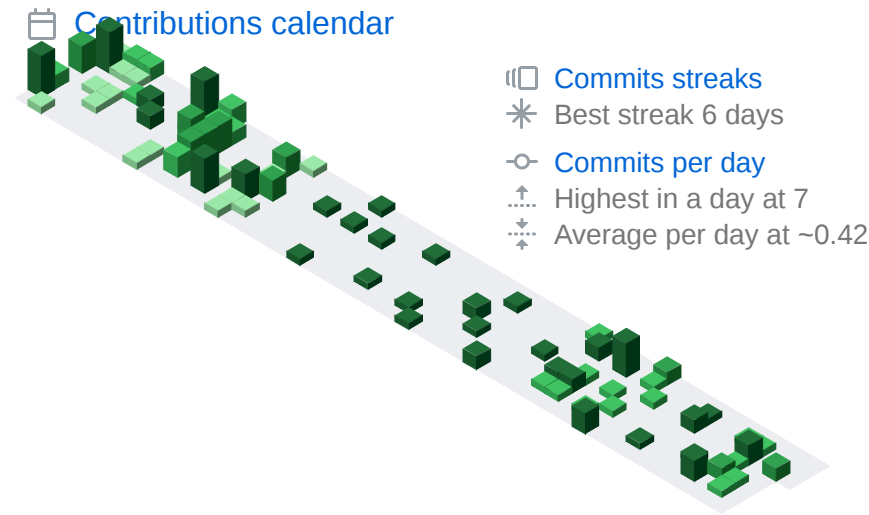 Contributions calendar
Commits streaks
Best streak 6 days
Commits per day
Highest in a day at 7
Average per day at ~0.42